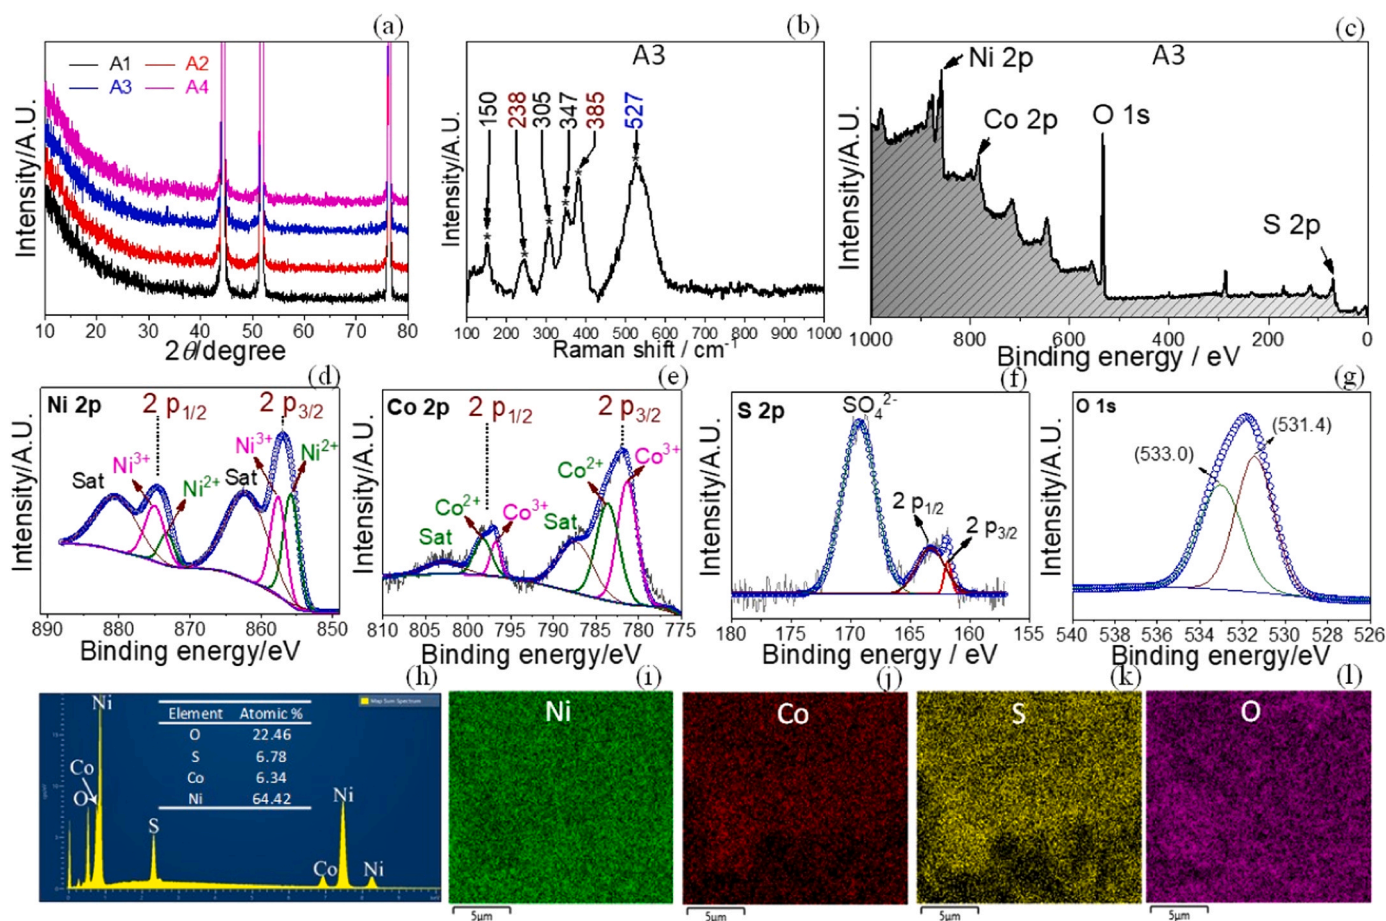 (a)
A1
A2
A3
A4
Intensity/A.U.
10 20 30 40 50 60 70 80
2θ/degree
(b)
A3
150
238
305
347
385
527
Intensity/A.U.
100 200 300 400 500 600 700 800 900 1000
Raman shift / cm-1
(c)
A3
Ni 2p
Co 2p
O 1s
S 2p
Intensity/A.U.
1000 800 600 400 200 0
Binding energy / eV
(d)
Ni 2p
2 p1/2
2 p3/2
Ni3+
Ni3+
Ni2+
Sat
Sat
Ni2+
Intensity/A.U.
890 880 870 860 850
Binding energy/eV
(e)
Co 2p
2 p1/2
2 p3/2
Co2+
Co3+
Co2+
Co3+
Sat
Sat
Intensity/A.U.
810 805 800 795 790 785 780 775
Binding energy/eV
(f)
S 2p
SO42-
2 p1/2
2 p3/2
Intensity/A.U.
180 175 170 165 160 155
Binding energy / eV
(g)
O 1s
(531.4)
(533.0)
Intensity/A.U.
540 538 536 534 532 530 528 526
Binding energy/eV
(h)
Ni
Map Sum Spectrum
Element Atomic %
O 22.46
S 6.78
Co 6.34
Ni 64.42
Co
O
S
Ni
Co
Ni
(i)
Ni
5μm
(j)
Co
5μm
(k)
S
5μm
(l)
O
5μm